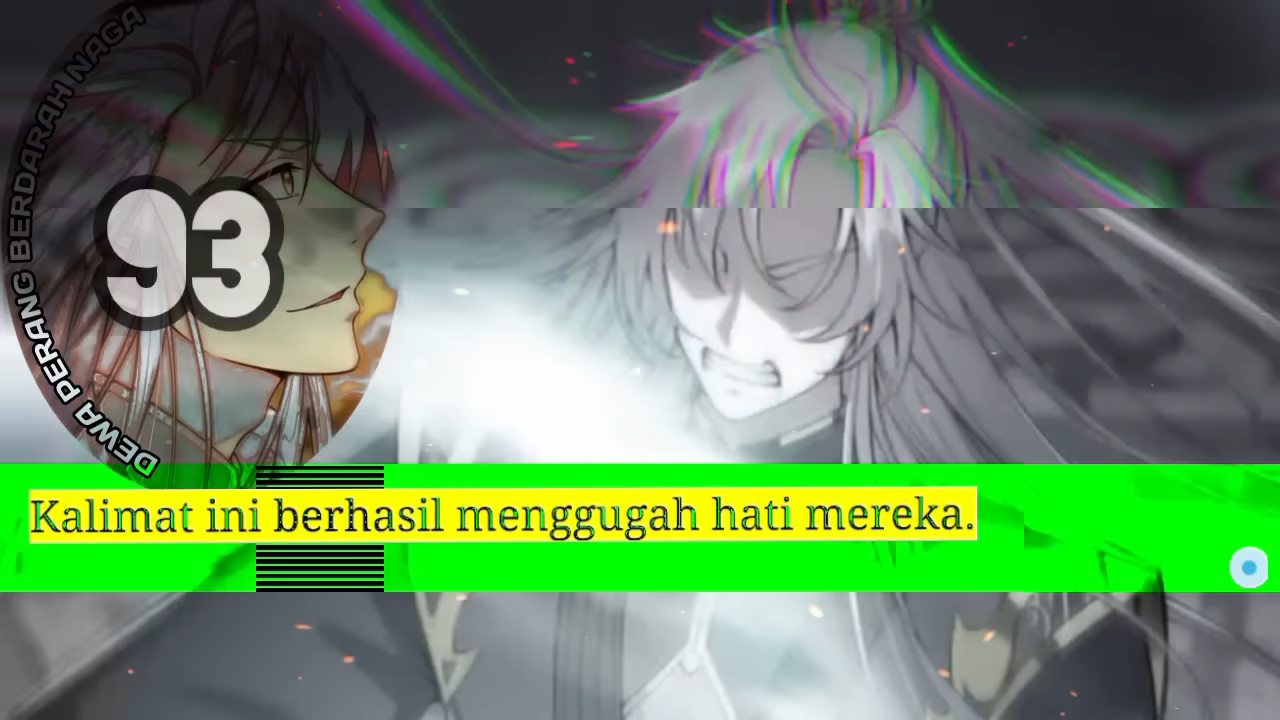 DEWA PERANG BERDARAH NAGA
93
Kalimat ini berhasil menggugah hati mereka.